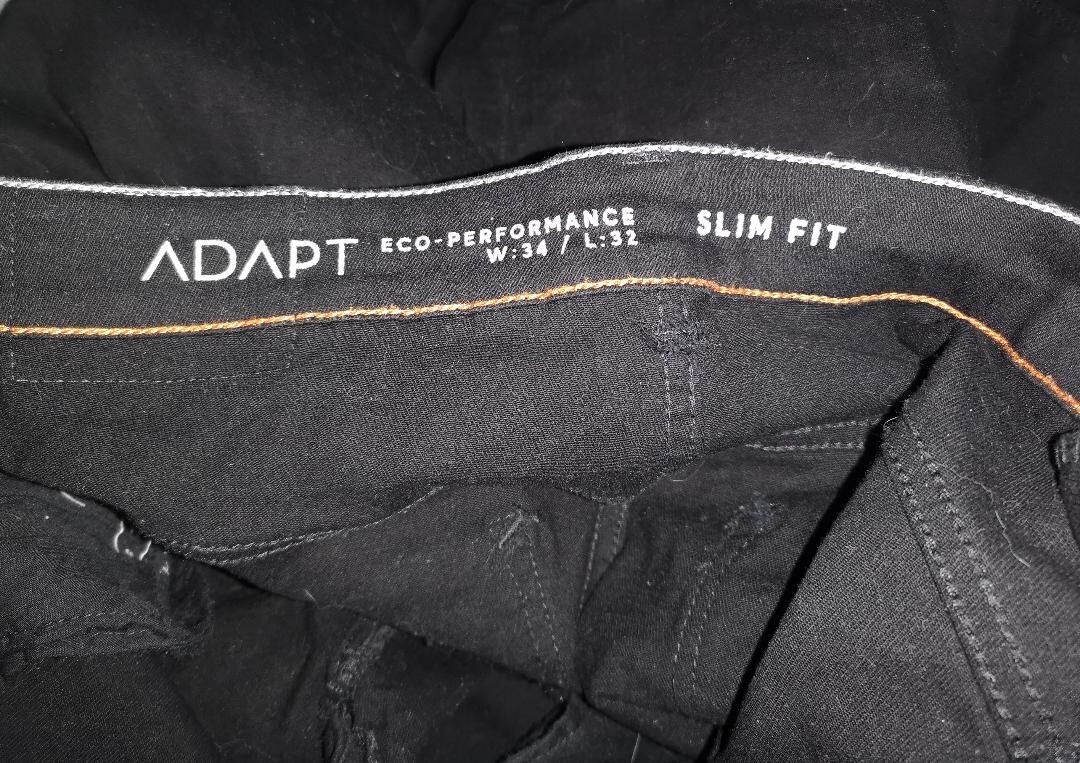 ADAPT
ECO-PERFORMANCE
W:34 / L:32
SLIM FIT